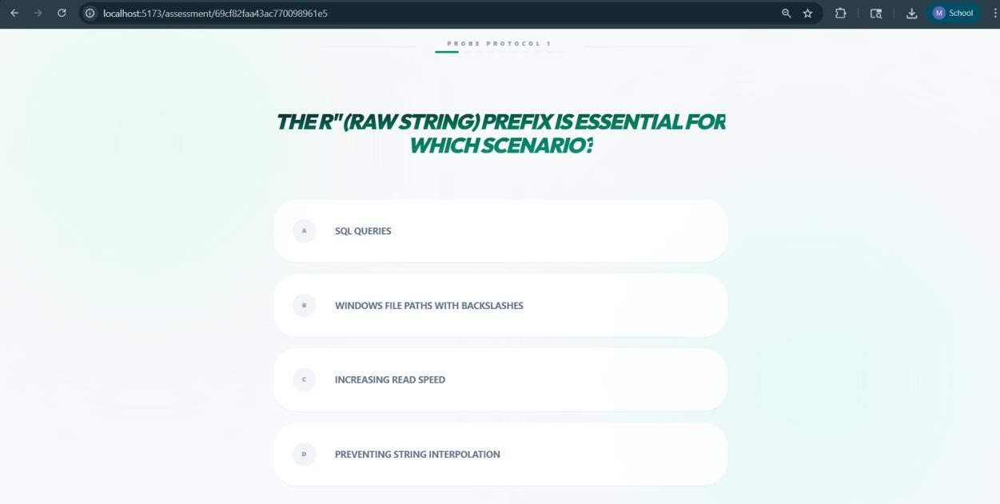 localhost:5173/assessment/69cf82faa43ac770098961e5
M School
PROBE PROTOCOL 1
THE R" (RAW STRING) PREFIX IS ESSENTIAL FOR
WHICH SCENARIO?
A SQL QUERIES
B WINDOWS FILE PATHS WITH BACKSLASHES
C INCREASING READ SPEED
D PREVENTING STRING INTERPOLATION